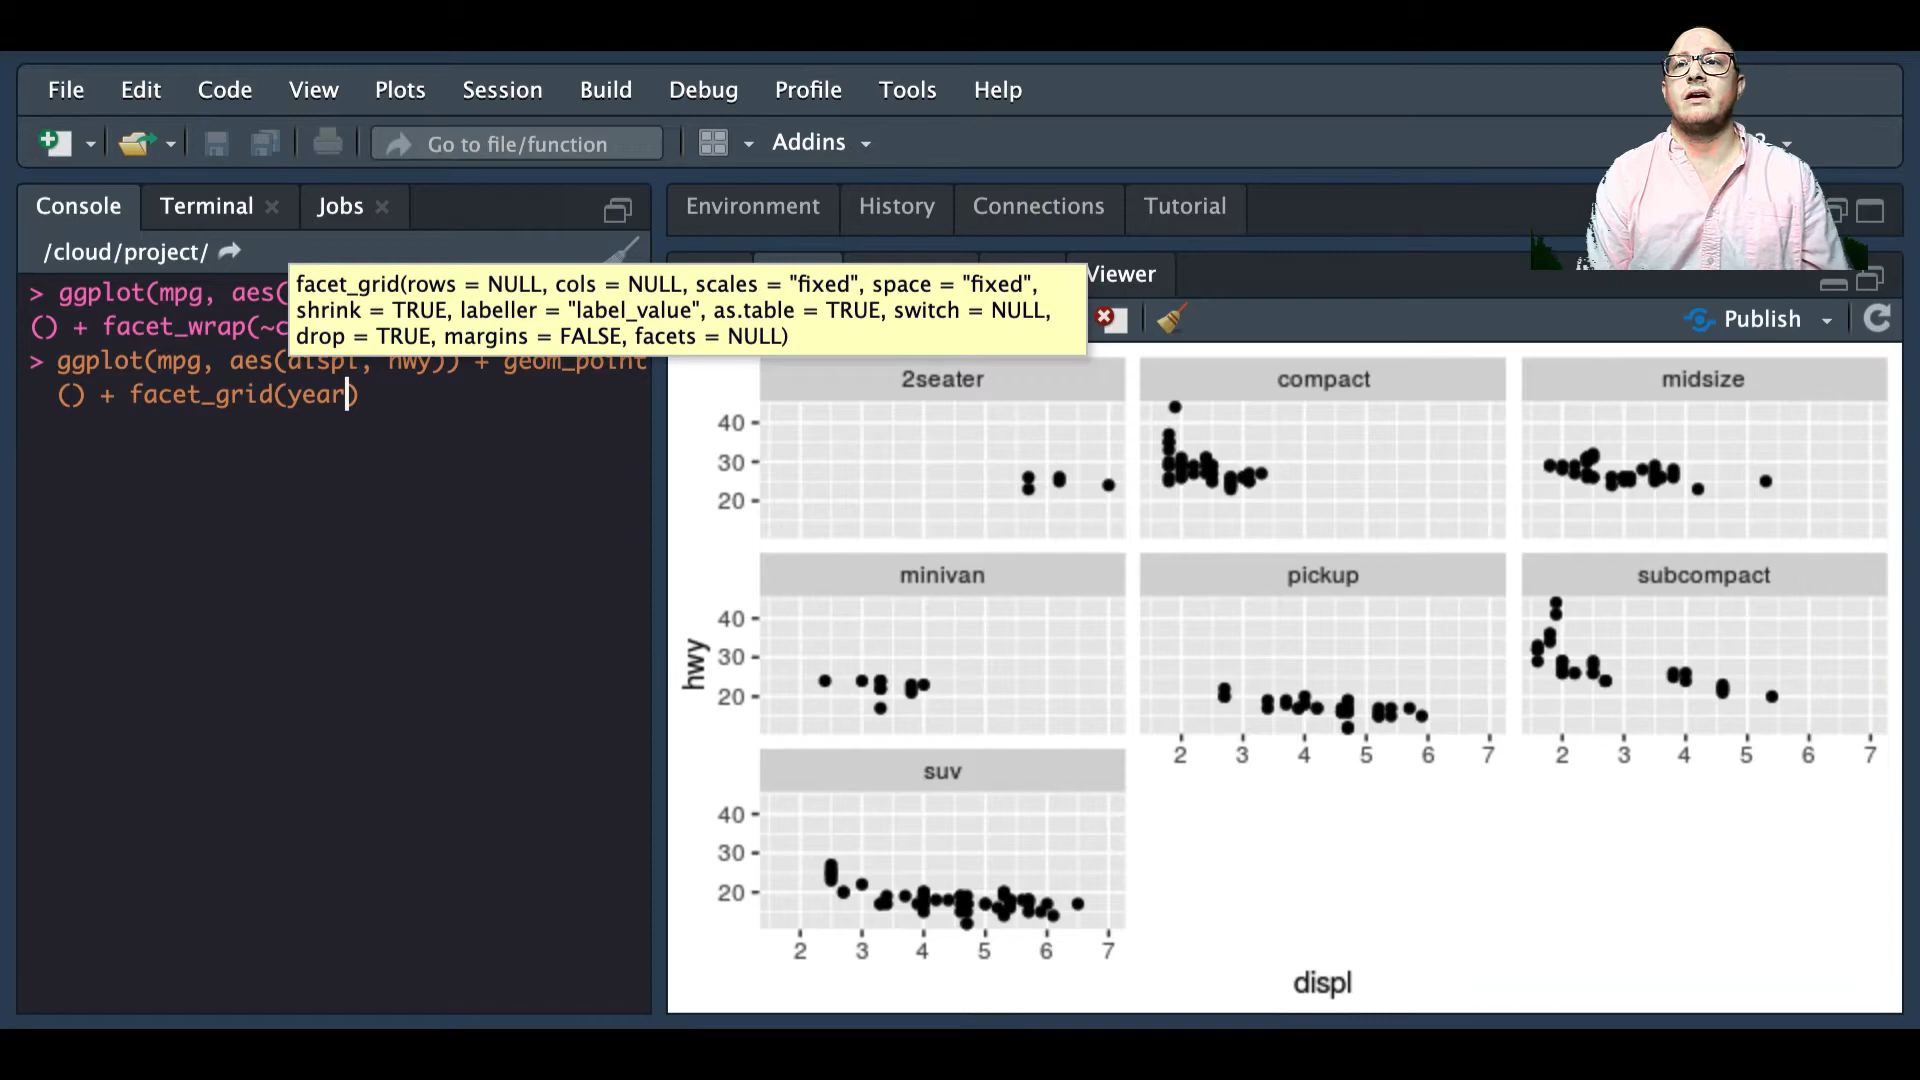 File Edit Code View Plots Session Build Debug Profile Tools Help
Go to file/function Addins
Console Terminal Jobs
Environment History Connections Tutorial
/cloud/project/
Viewer
Publish
> ggplot(mpg, aes(
() + facet_wrap(~c
> ggplot(mpg, aes(displ, hwy)) + geom_point
() + facet_grid(year)
facet_grid(rows = NULL, cols = NULL, scales = "fixed", space = "fixed",
shrink = TRUE, labeller = "label_value", as.table = TRUE, switch = NULL,
drop = TRUE, margins = FALSE, facets = NULL)
2seater compact midsize
40
30
20
minivan pickup subcompact
40
30
20
2 3 4 5 6 7 2 3 4 5 6 7
suv
40
30
20
2 3 4 5 6 7
hwy
displ